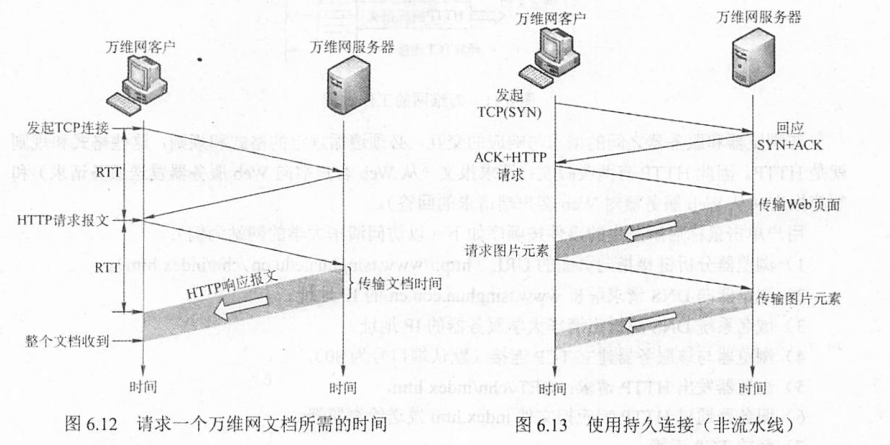 万维网客户
万维网服务器
发起TCP连接
RTT
HTTP请求报文
RTT
HTTP响应报文
传输文档时间
整个文档收到
时间
时间
图 6.12 请求一个万维网文档所需的时间
万维网客户
万维网服务器
发起
TCP(SYN)
回应
SYN+ACK
ACK+HTTP
请求
传输Web页面
请求图片元素
传输图片元素
时间
时间
图 6.13 使用持久连接（非流水线）